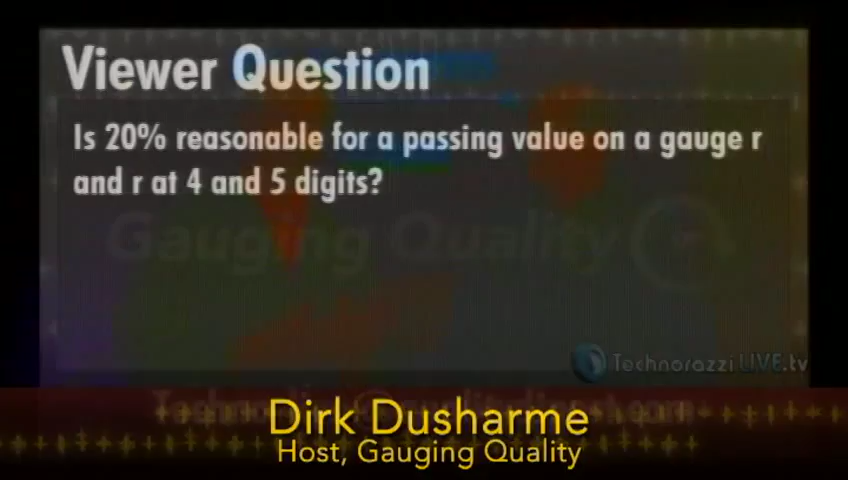 Viewer Question
Is 20% reasonable for a passing value on a gauge r
and r at 4 and 5 digits?
Gauging Quality
Technorazzi LIVE.tv
Dirk Dusharme
Host, Gauging Quality